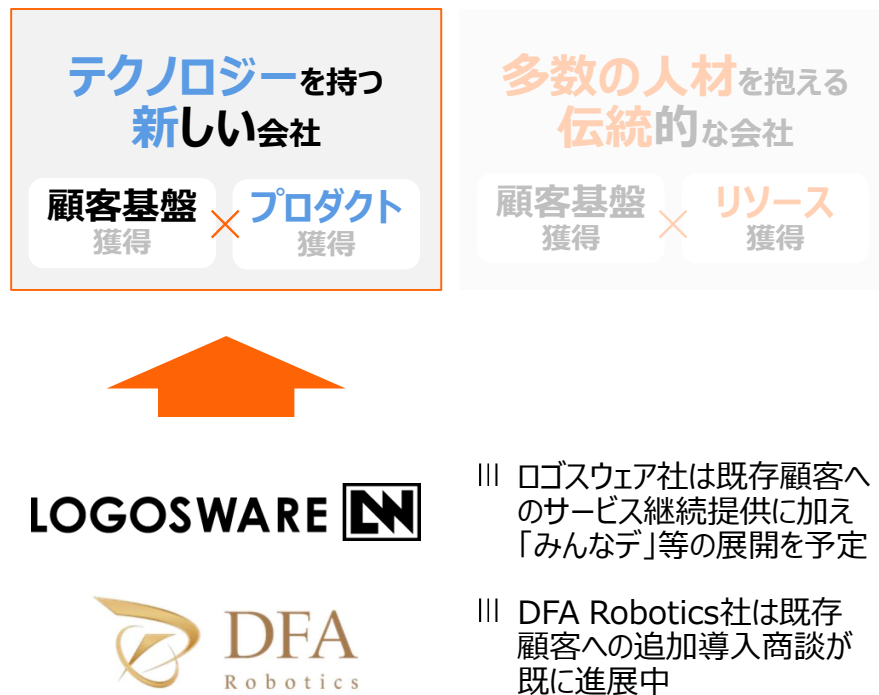 テクノロジーを持つ
新しい会社
顧客基盤
獲得
×
プロダクト
獲得
多数の人材を抱える
伝統的な会社
顧客基盤
獲得
×
リソース
獲得
LOGOSWARE
ロゴスウェア社は既存顧客へ
のサービス継続提供に加え
「みんなデ」等の展開を予定
DFA
Robotics
DFA Robotics社は既存
顧客への追加導入商談が
既に進展中